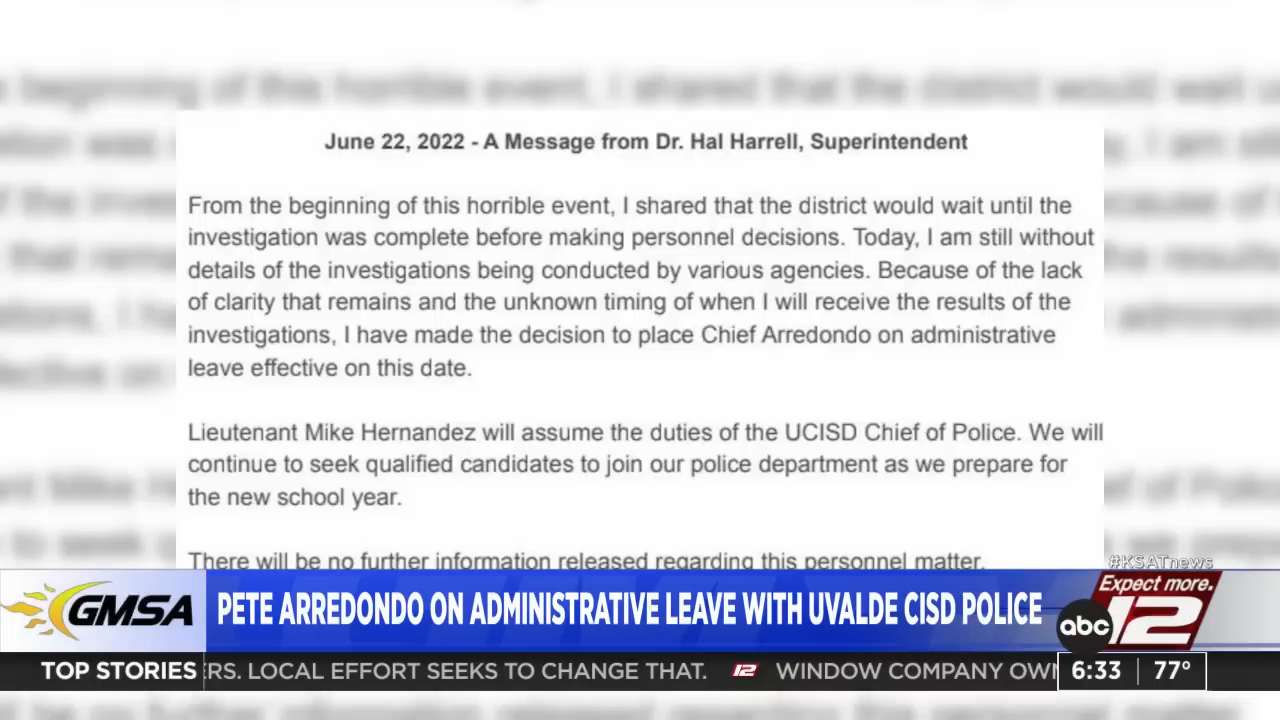 June 22, 2022 - A Message from Dr. Hal Harrell, Superintendent
From the beginning of this horrible event, I shared that the district would wait until the
investigation was complete before making personnel decisions. Today, I am still without
details of the investigations being conducted by various agencies. Because of the lack
of clarity that remains and the unknown timing of when I will receive the results of the
investigations, I have made the decision to place Chief Arredondo on administrative
leave effective on this date.
Lieutenant Mike Hernandez will assume the duties of the UCISD Chief of Police. We will
continue to seek qualified candidates to join our police department as we prepare for
the new school year.
There will be no further information released regarding this personnel matter.
#KSATnews
GMSA
PETE ARREDONDO ON ADMINISTRATIVE LEAVE WITH UVALDE CISD POLICE
Expect more.
abc 12
TOP STORIES
ERS. LOCAL EFFORT SEEKS TO CHANGE THAT. 12 WINDOW COMPANY OWN
6:33 77°